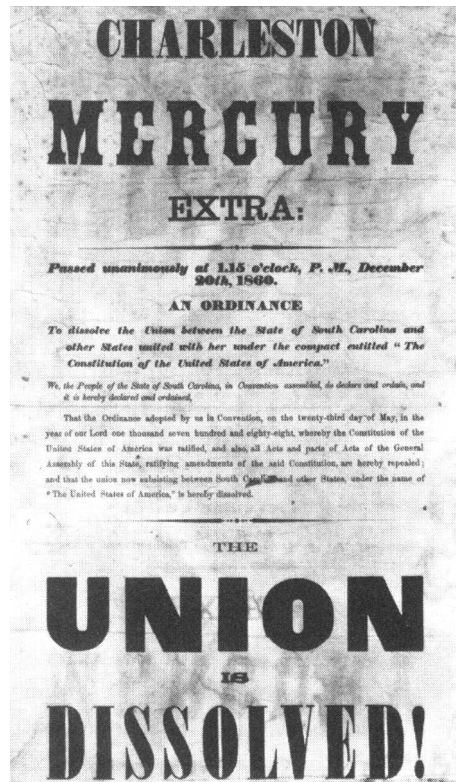 CHARLESTON
MERCURY
EXTRA:
Passed unanimously at 1.15 o'clock, P. M., December
20th, 1860.
AN ORDINANCE
To dissolve the Union between the State of South Carolina and
other States united with her under the compact entitled “The
Constitution of the United States of America.”
We, the People of the State of South Carolina, in Convention assembled, do declare and ordain, and
it is hereby declared and ordained,
That the Ordinance adopted by us in Convention, on the twenty-third day of May, in the
year of our Lord one thousand seven hundred and eighty-eight, whereby the Constitution of the
United States of America was ratified, and also, all Acts and parts of Acts of the General
Assembly of this State, ratifying amendments of the said Constitution, are hereby repealed;
and that the union now subsisting between South Carolina and other States, under the name of
“The United States of America,” is hereby dissolved.
THE
UNION
IS
DISSOLVED!